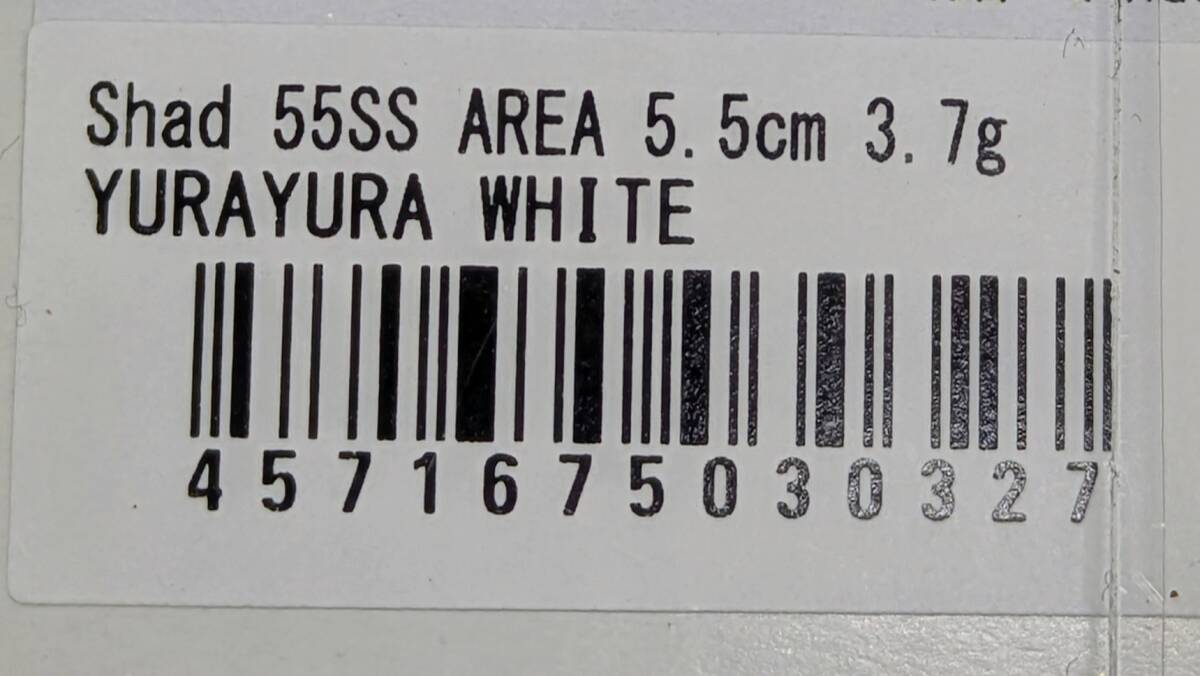 Shad 55SS AREA 5.5cm 3.7g
YURAYURA WHITE
4571675030327